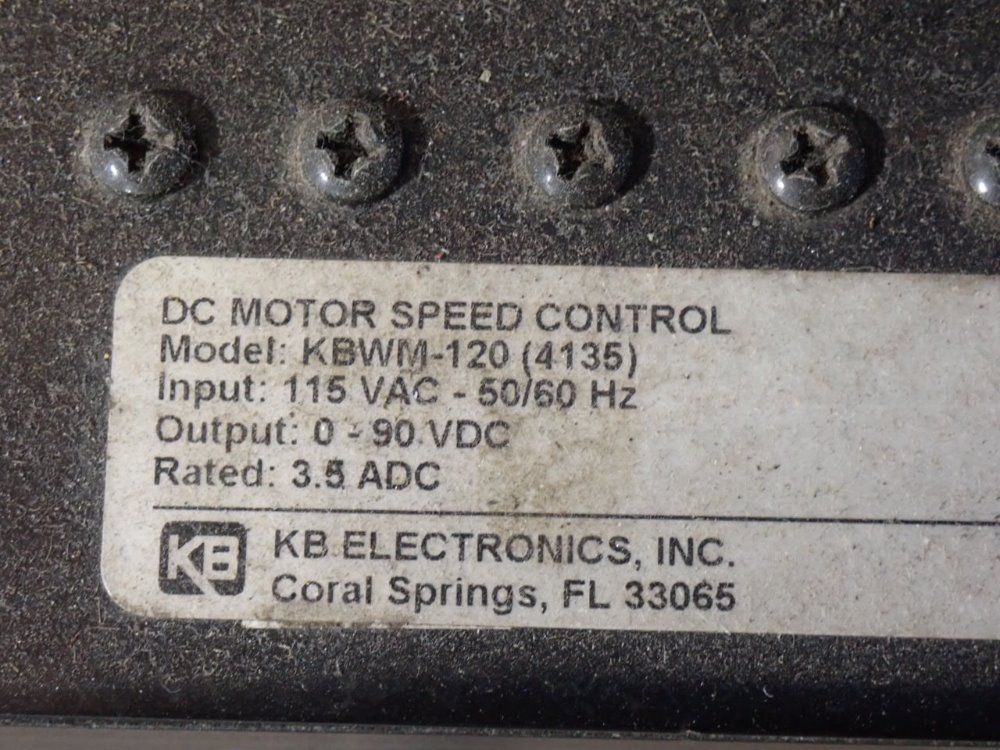 DC MOTOR SPEED CONTROL
Model: KBWM-120 (4135)
Input: 115 VAC - 50/60 Hz
Output: 0 - 90 VDC
Rated: 3.5 ADC
KB
KB ELECTRONICS, INC.
Coral Springs, FL 33065